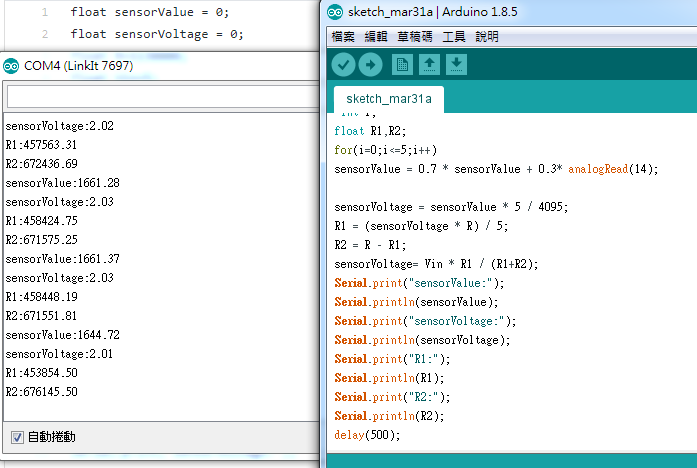 1 float sensorValue = 0;
2 float sensorVoltage = 0;
COM4 (LinkIt 7697)
sensorVoltage:2.02
R1:457563.31
R2:672436.69
sensorValue:1661.28
sensorVoltage:2.03
R1:458424.75
R2:671575.25
sensorValue:1661.37
sensorVoltage:2.03
R1:458448.19
R2:671551.81
sensorValue:1644.72
sensorVoltage:2.01
R1:453854.50
R2:676145.50
自動捲動
sketch_mar31a | Arduino 1.8.5
檔案 編輯 草稿碼 工具 說明
sketch_mar31a
float R1,R2;
for(i=0;i<=5;i++)
sensorValue = 0.7 * sensorValue + 0.3* analogRead(14);
sensorVoltage = sensorValue * 5 / 4095;
R1 = (sensorVoltage * R) / 5;
R2 = R - R1;
sensorVoltage= Vin * R1 / (R1+R2);
Serial.print("sensorValue:");
Serial.println(sensorValue);
Serial.print("sensorVoltage:");
Serial.println(sensorVoltage);
Serial.print("R1:");
Serial.println(R1);
Serial.print("R2:");
Serial.println(R2);
delay(500);